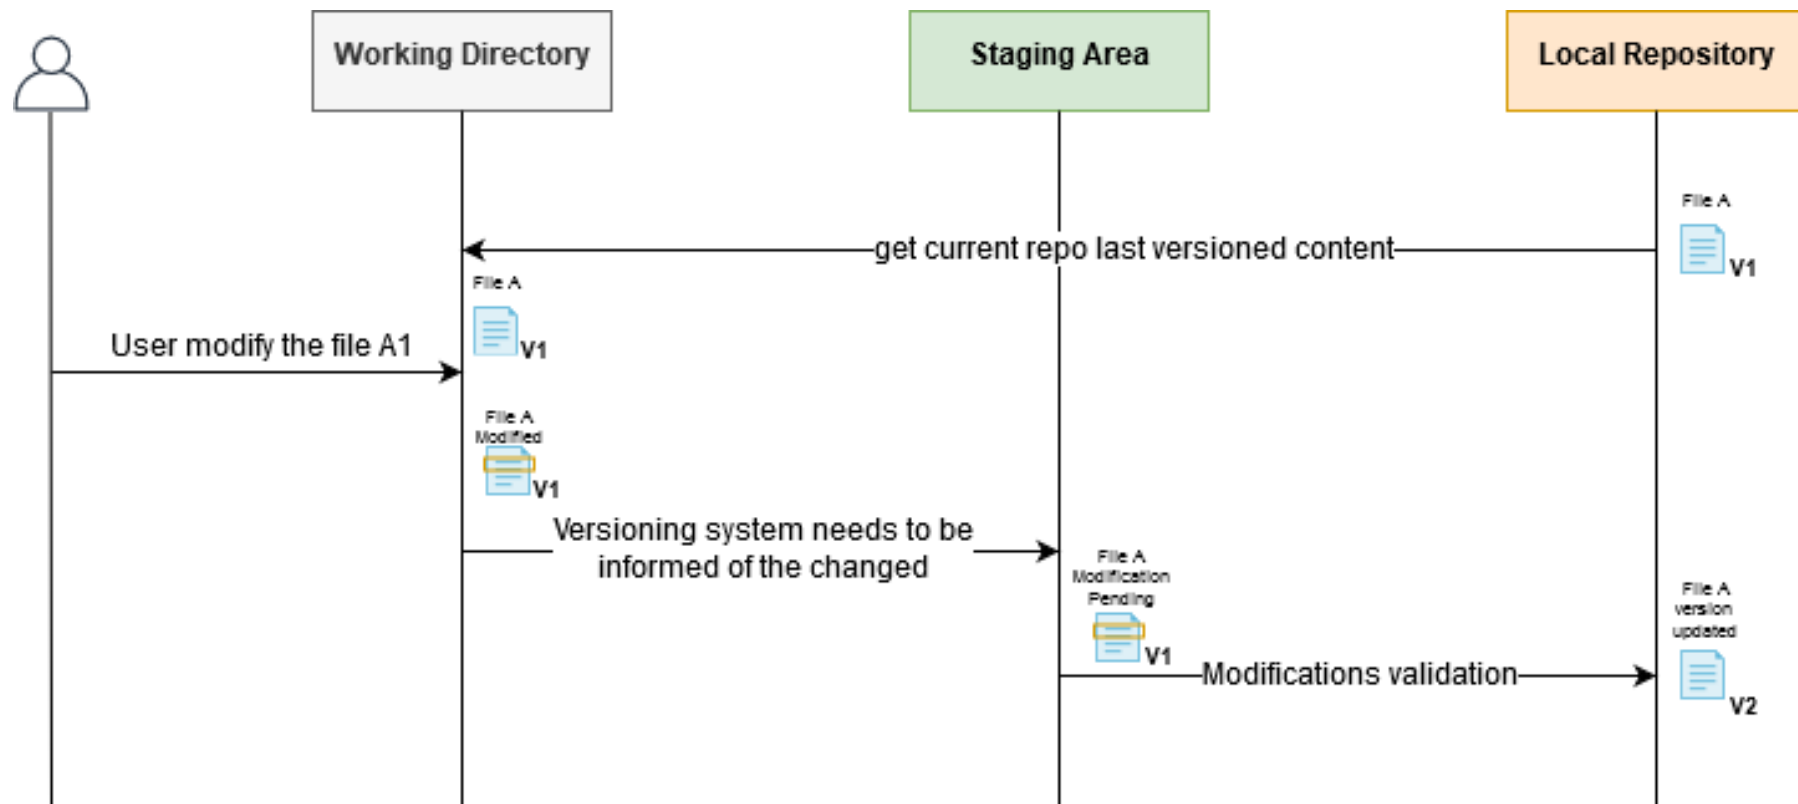 Working Directory
Staging Area
Local Repository
File A
get current repo last versioned content
V1
File A
User modify the file A1
V1
File A
Modified
V1
Versioning system needs to be
informed of the changed
File A
Modification
Pending
V1
File A
version
updated
Modifications validation
V2